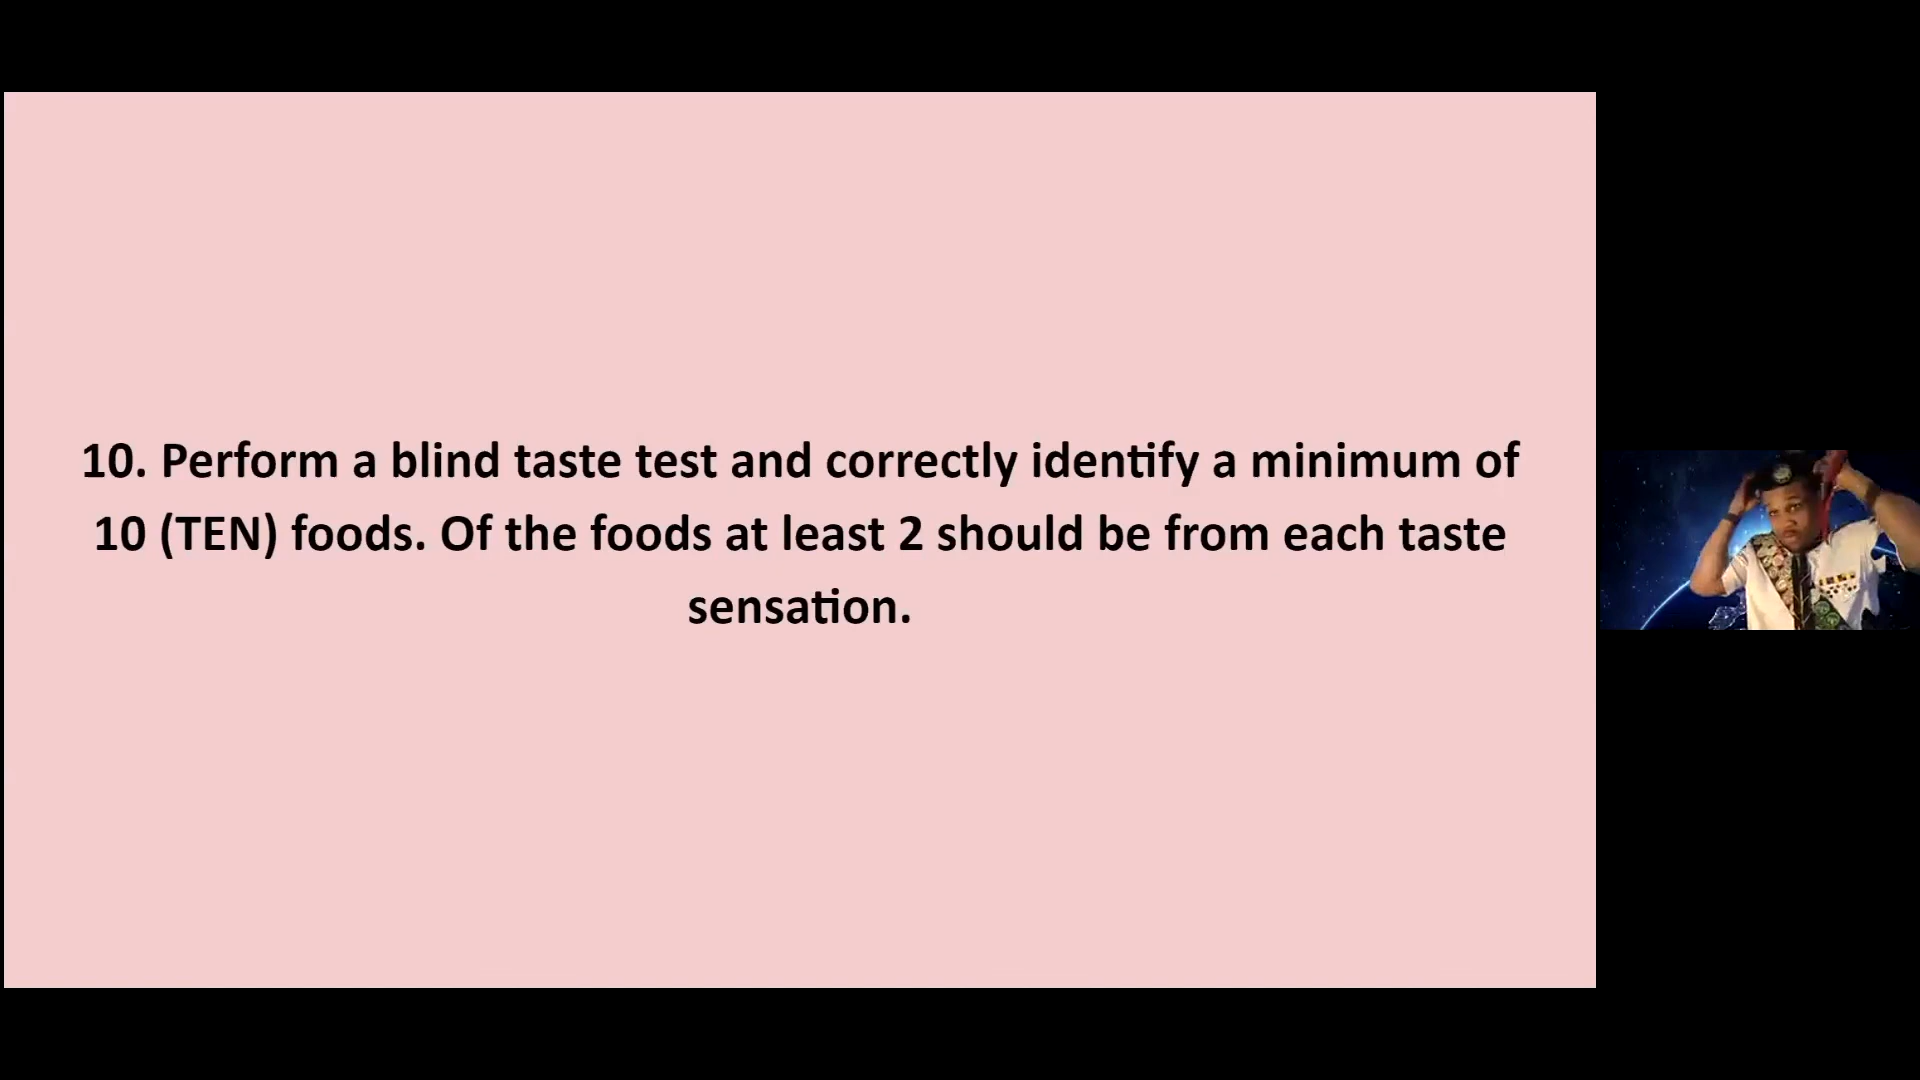 10. Perform a blind taste test and correctly identify a minimum of
10 (TEN) foods. Of the foods at least 2 should be from each taste
sensation.